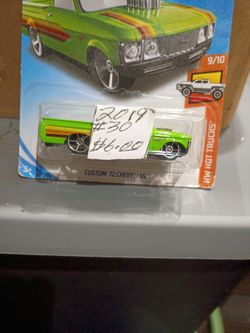 9/10
HW HOT TRUCKS
2019
#30
$6.00
CUSTOM '72 CHEVY LUV